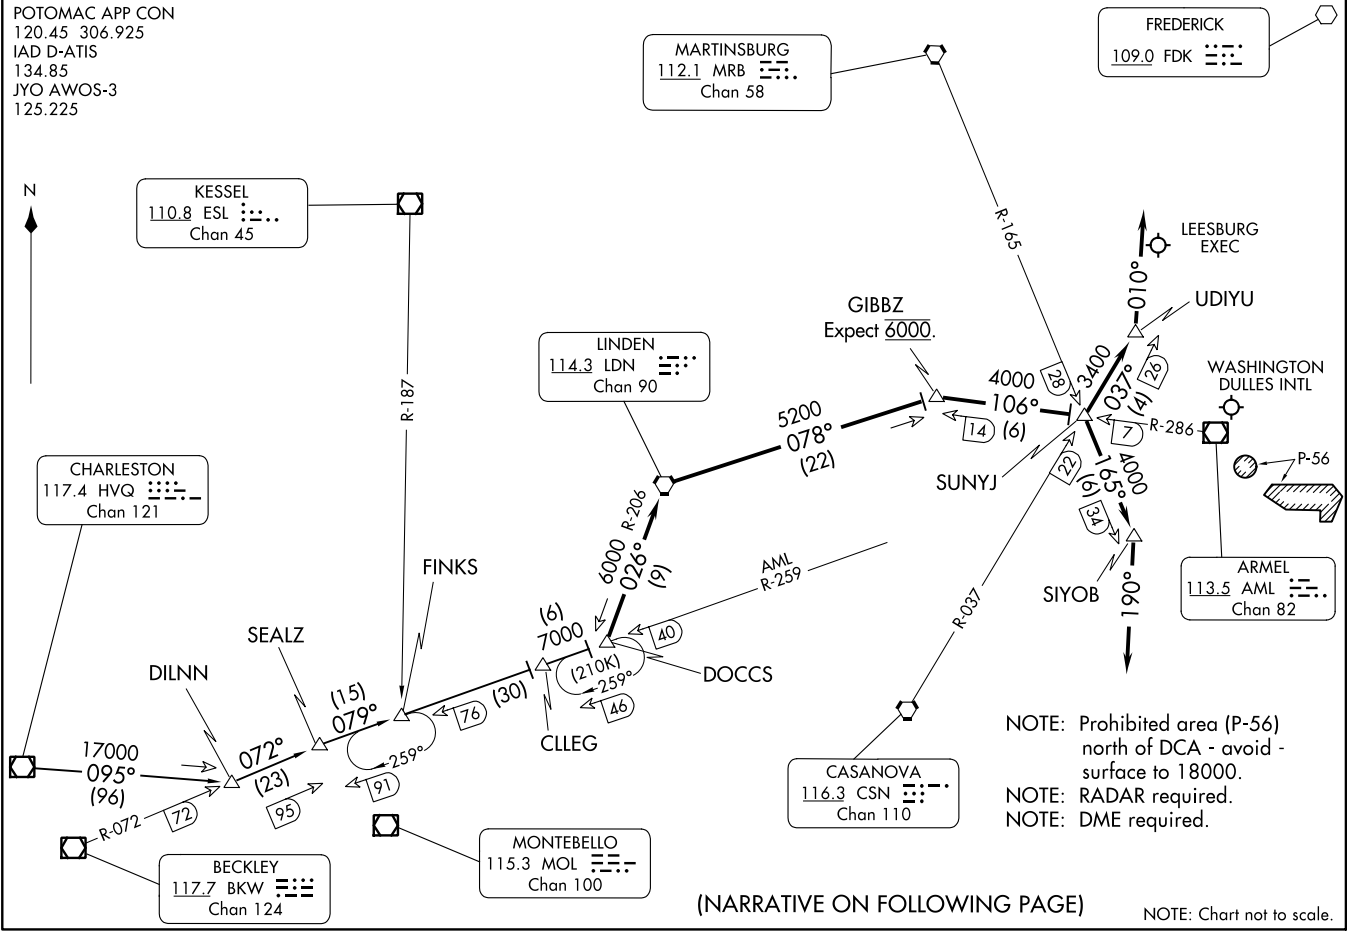 POTOMAC APP CON
120.45 306.925
IAD D-ATIS
134.85
JYO AWOS-3
125.225
N
FREDERICK
109.0 FDK
MARTINSBURG
112.1 MRB
Chan 58
KESSEL
110.8 ESL
Chan 45
R-187
R-165
LEESBURG
EXEC
010°
UDIYU
GIBBZ
Expect 6000.
LINDEN
114.3 LDN
Chan 90
WASHINGTON
DULLES INTL
3400
037°
(4)
26
28
4000
106°
(6)
14
5200
078°
(22)
7
R-286
P-56
SUNYJ
22
4000
165°
(6)
34
CHARLESTON
117.4 HVQ
Chan 121
R-206
6000
026°
(9)
AML
R-259
40
FINKS
SIYOB
190°
ARMEL
113.5 AML
Chan 82
R-037
SEALZ
DILNN
(6)
7000
(210K)
259°
46
DOCCS
CLLEG
(15)
079°
(30)
76
259°
91
17000
095°
(96)
072°
(23)
95
R-072
72
BECKLEY
117.7 BKW
Chan 124
MONTEBELLO
115.3 MOL
Chan 100
CASANOVA
116.3 CSN
Chan 110
NOTE: Prohibited area (P-56)
north of DCA - avoid -
surface to 18000.
NOTE: RADAR required.
NOTE: DME required.
(NARRATIVE ON FOLLOWING PAGE)
NOTE: Chart not to scale.